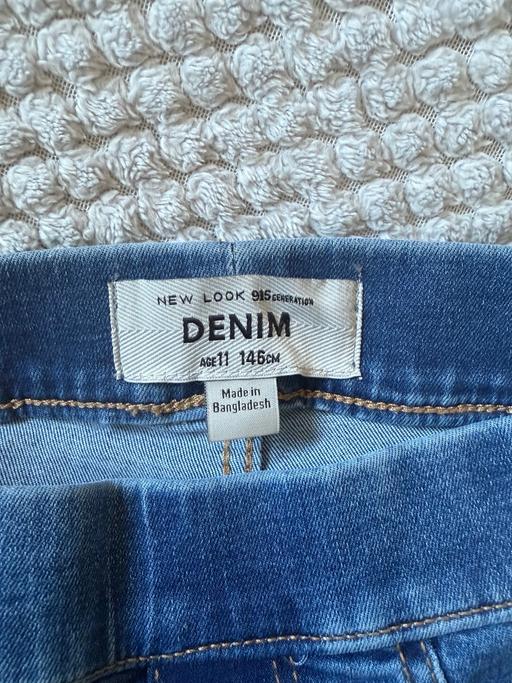 NEW LOOK 915 GENERATION
DENIM
AGE 11 146CM
Made in
Bangladesh